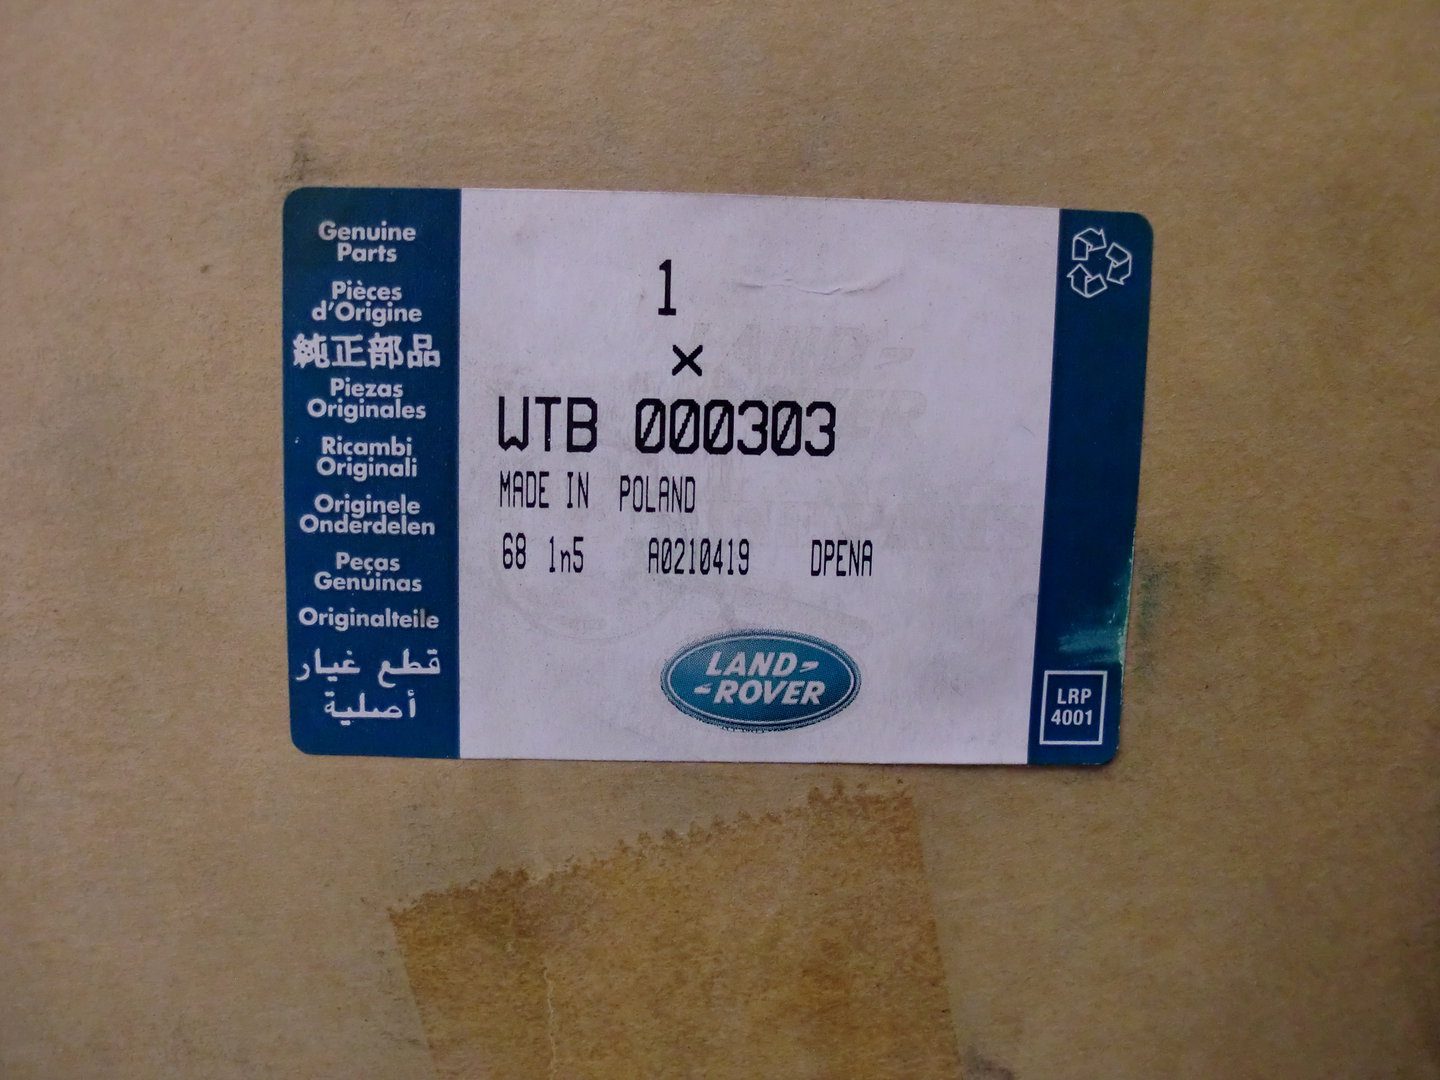 Genuine
Parts
Pièces
d'Origine
純正部品
Piezas
Originales
Ricambi
Originali
Originele
Onderdelen
Peças
Genuinas
Originalteile
قطع غيار
أصلية
1
×
WTB 000303
MADE IN POLAND
68 1n5 A0210419 DPENA
LAND-
-ROVER
LRP
4001